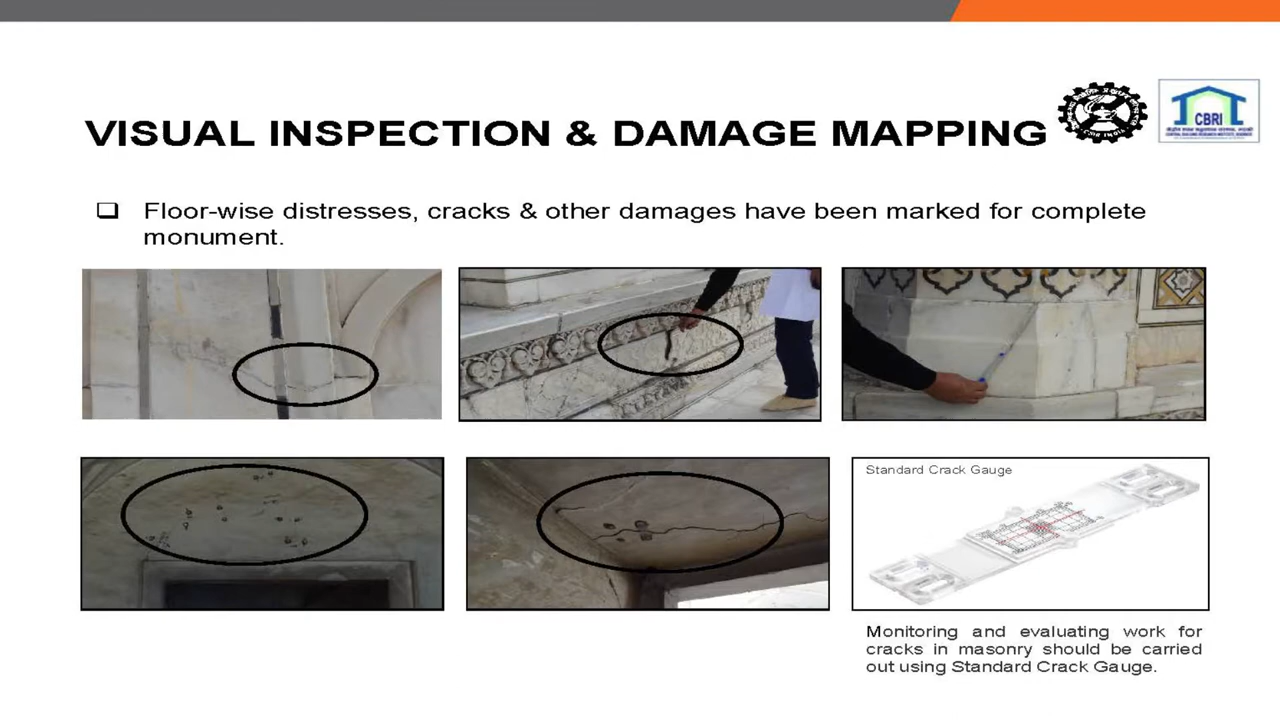 VISUAL INSPECTION & DAMAGE MAPPING
CBRI
❑ Floor-wise distresses, cracks & other damages have been marked for complete
monument.
Standard Crack Gauge
Monitoring and evaluating work for
cracks in masonry should be carried
out using Standard Crack Gauge.